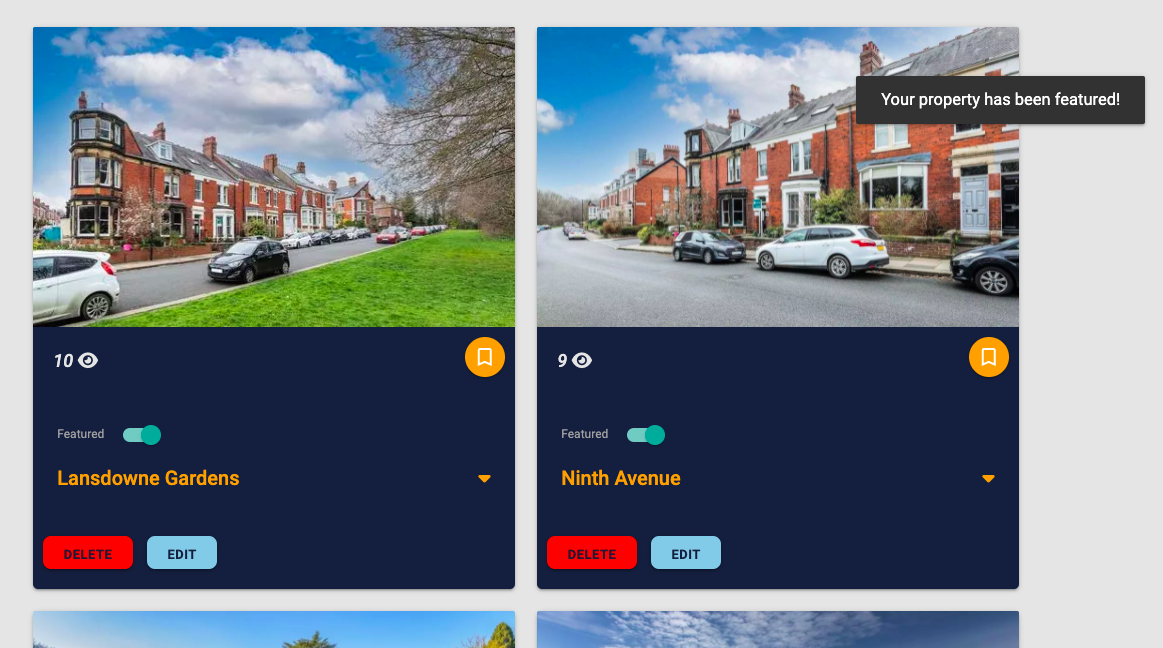 Your property has been featured!
10
9
Featured
Featured
Lansdowne Gardens
Ninth Avenue
DELETE
EDIT
DELETE
EDIT